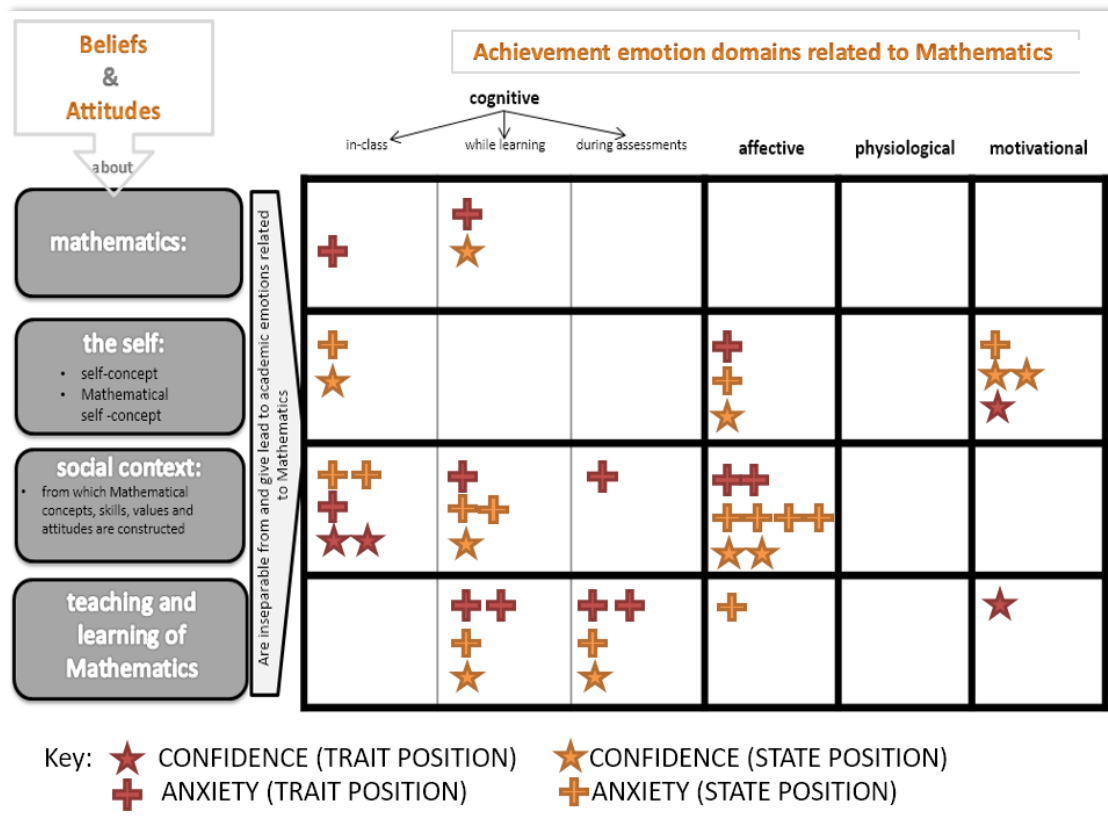 Beliefs
&
Attitudes
about
Achievement emotion domains related to Mathematics
cognitive
in-class
while learning
during assessments
affective
physiological
motivational
mathematics:
the self:
• self-concept
• Mathematical
self -concept
social context:
• from which Mathematical
concepts, skills, values and
attitudes are constructed
teaching and
learning of
Mathematics
Are inseparable from and give lead to academic emotions related
to Mathematics
Key:
CONFIDENCE (TRAIT POSITION)
CONFIDENCE (STATE POSITION)
ANXIETY (TRAIT POSITION)
ANXIETY (STATE POSITION)